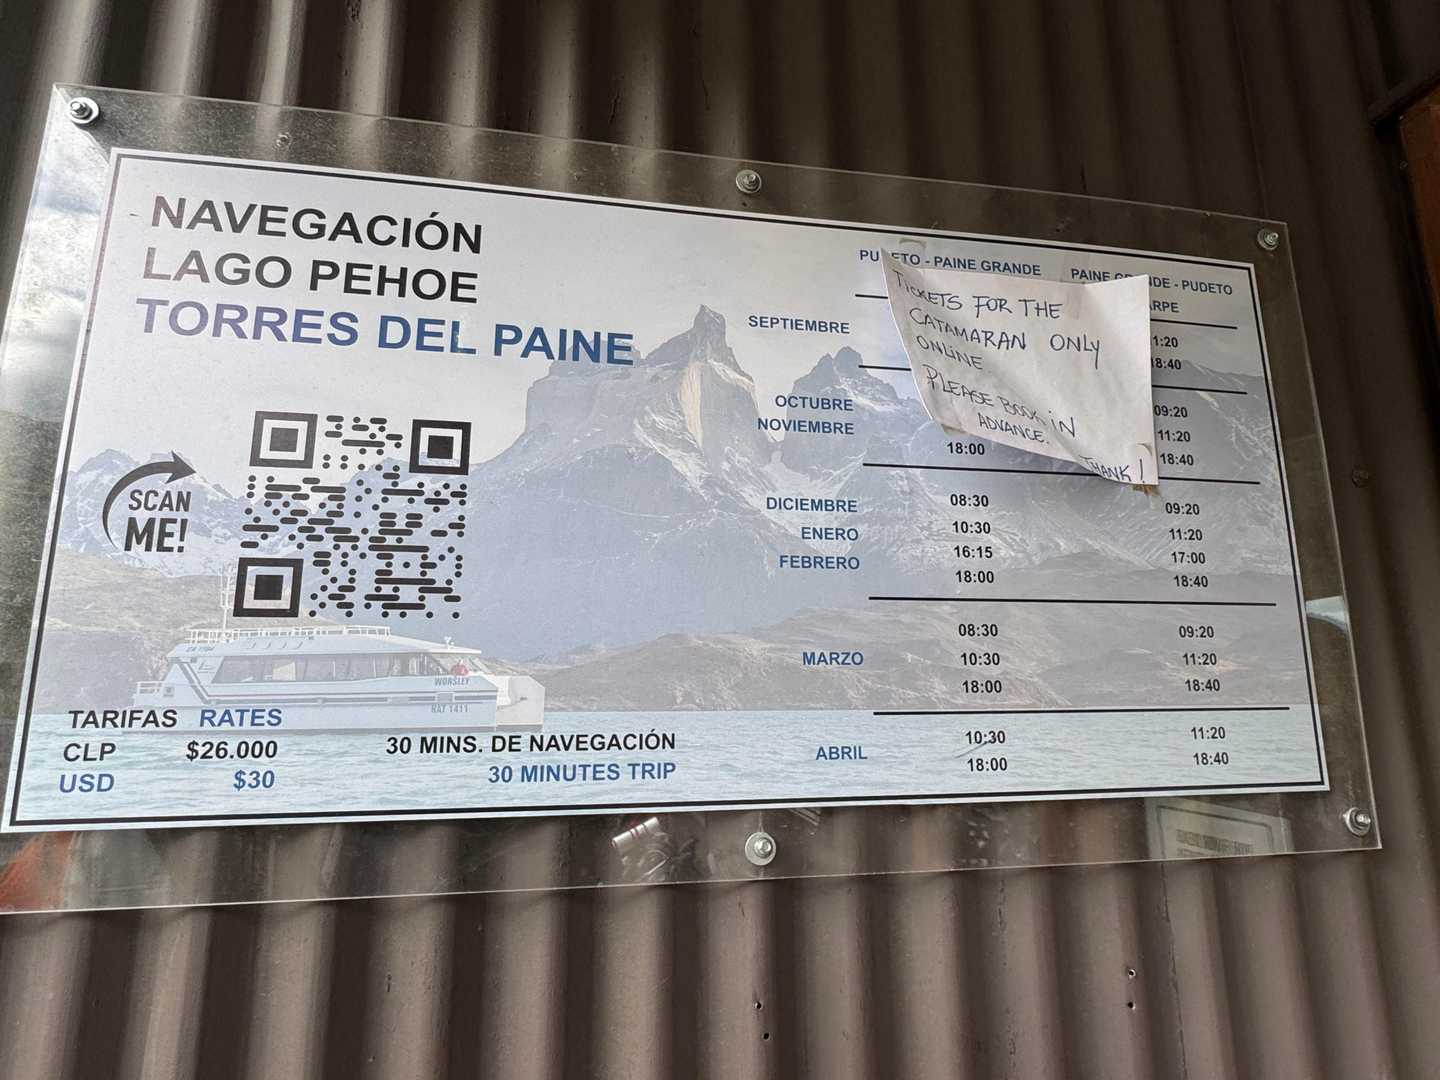 NAVEGACIÓN
LAGO PEHOE
TORRES DEL PAINE
SCAN
ME!
WORSLEY
TARIFAS RATES
CLP $26.000
USD $30
30 MINS. DE NAVEGACIÓN
30 MINUTES TRIP
PAINE GRANDE
PUDETO
TICKETS FOR THE
CATAMARAN ONLY
ONLINE
PLEASE BOOK IN
ADVANCE.
THANK!
SEPTIEMBRE
18:40
OCTUBRE 09:20
NOVIEMBRE 11:20
18:00 18:40
DICIEMBRE 08:30 09:20
ENERO 10:30 11:20
FEBRERO 16:15 17:00
18:00 18:40
08:30 09:20
MARZO 10:30 11:20
18:00 18:40
ABRIL 10:30 11:20
18:00 18:40